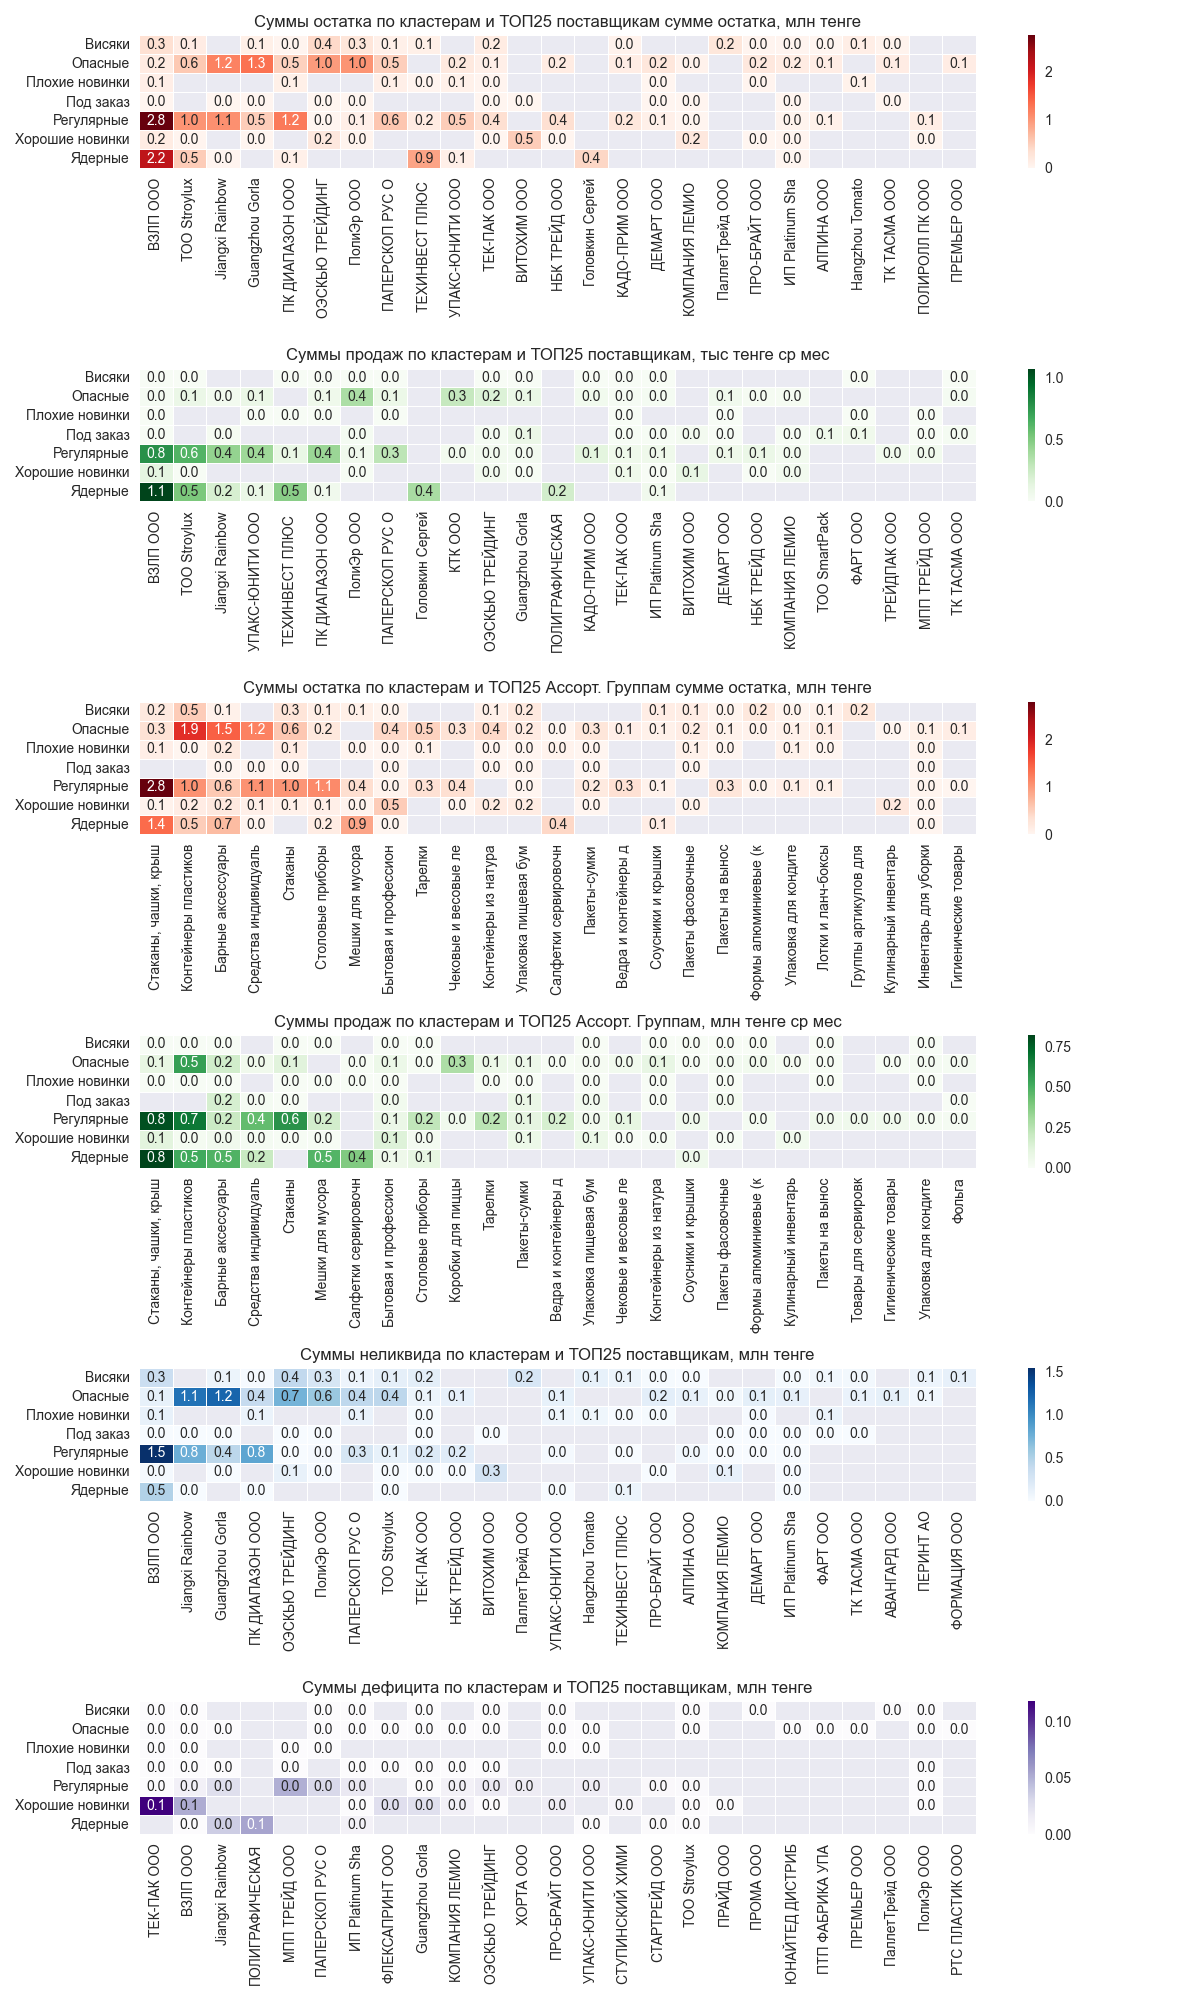 Суммы остатка по кластерам и ТОП25 поставщикам сумме остатка, млн тенге
Висяки 0.3 0.1 0.1 0.0 0.4 0.3 0.1 0.1 0.2 0.0 0.2 0.0 0.0 0.0 0.1 0.0
Опасные 0.2 0.6 1.2 1.3 0.5 1.0 1.0 0.5 0.2 0.1 0.2 0.1 0.2 0.0 0.2 0.2 0.1 0.1 0.1
Плохие новинки 0.1 0.1 0.1 0.0 0.1 0.0 0.0 0.0 0.1
Под заказ 0.0 0.0 0.0 0.0 0.0 0.0 0.0 0.0 0.0 0.0 0.0
Регулярные 2.8 1.0 1.1 0.5 1.2 0.0 0.1 0.6 0.2 0.5 0.4 0.4 0.2 0.1 0.0 0.0 0.1 0.1
Хорошие новинки 0.2 0.0 0.0 0.2 0.0 0.0 0.5 0.0 0.2 0.0 0.0 0.0
Ядерные 2.2 0.5 0.0 0.1 0.9 0.1 0.4 0.0
2
1
0
ВЗЛП ООО
ТОО Stroylux
Jiangxi Rainbow
Guangzhou Gorla
ПК ДИАПАЗОН ООО
ОЭСКЬЮ ТРЕЙДИНГ
ПолиЭр ООО
ПАПЕРСКОП РУС О
ТЕХИНВЕСТ ПЛЮС
УПАКС-ЮНИТИ ООО
ТЕК-ПАК ООО
ВИТОХИМ ООО
НБК ТРЕЙД ООО
Головкин Сергей
КАДО-ПРИМ ООО
ДЕМАРТ ООО
КОМПАНИЯ ЛЕМИО
ПаллетТрейд ООО
ПРО-БРАЙТ ООО
ИП Platinum Sha
АЛПИНА ООО
Hangzhou Tomato
ТК ТАСМА ООО
ПОЛИРОЛЛ ПК ООО
ПРЕМЬЕР ООО
Суммы продаж по кластерам и ТОП25 поставщикам, тыс тенге ср мес
Висяки 0.0 0.0 0.0 0.0 0.0 0.0 0.0 0.0 0.0 0.0 0.0 0.0 0.0
Опасные 0.0 0.1 0.0 0.1 0.1 0.4 0.1 0.3 0.2 0.1 0.0 0.0 0.0 0.1 0.0 0.0 0.0
Плохие новинки 0.0 0.0 0.0 0.0 0.0 0.0 0.0 0.0 0.0
Под заказ 0.0 0.0 0.0 0.0 0.1 0.0 0.0 0.0 0.0 0.0 0.1 0.1 0.0 0.0
Регулярные 0.8 0.6 0.4 0.4 0.1 0.4 0.1 0.3 0.0 0.0 0.0 0.1 0.1 0.1 0.1 0.1 0.0 0.0 0.0
Хорошие новинки 0.1 0.0 0.0 0.0 0.0 0.1 0.0 0.1 0.0 0.0
Ядерные 1.1 0.5 0.2 0.1 0.5 0.1 0.4 0.2 0.1
1.0
0.5
0.0
ВЗЛП ООО
ТОО Stroylux
Jiangxi Rainbow
УПАКС-ЮНИТИ ООО
ТЕХИНВЕСТ ПЛЮС
ПК ДИАПАЗОН ООО
ПолиЭр ООО
ПАПЕРСКОП РУС О
Головкин Сергей
КТК ООО
ОЭСКЬЮ ТРЕЙДИНГ
Guangzhou Gorla
ПОЛИГРАФИЧЕСКАЯ
КАДО-ПРИМ ООО
ТЕК-ПАК ООО
ИП Platinum Sha
ВИТОХИМ ООО
ДЕМАРТ ООО
НБК ТРЕЙД ООО
КОМПАНИЯ ЛЕМИО
ТОО SmartPack
ФАРТ ООО
ТРЕЙДПАК ООО
МПП ТРЕЙД ООО
ТК ТАСМА ООО
Суммы остатка по кластерам и ТОП25 Ассорт. Группам сумме остатка, млн тенге
Висяки 0.2 0.5 0.1 0.3 0.1 0.1 0.0 0.1 0.2 0.1 0.1 0.0 0.2 0.0 0.1 0.2
Опасные 0.3 1.9 1.5 1.2 0.6 0.2 0.4 0.5 0.3 0.4 0.2 0.0 0.3 0.1 0.1 0.2 0.1 0.0 0.1 0.1 0.0 0.1 0.1
Плохие новинки 0.1 0.0 0.2 0.1 0.0 0.0 0.1 0.0 0.0 0.0 0.1 0.0 0.1 0.0 0.0
Под заказ 0.0 0.0 0.0 0.0 0.0 0.0 0.0 0.0 0.0
Регулярные 2.8 1.0 0.6 1.1 1.0 1.1 0.4 0.0 0.3 0.4 0.0 0.2 0.3 0.1 0.3 0.0 0.1 0.1 0.0 0.0
Хорошие новинки 0.1 0.2 0.2 0.1 0.1 0.1 0.0 0.5 0.0 0.2 0.2 0.0 0.0 0.2 0.0
Ядерные 1.4 0.5 0.7 0.0 0.2 0.9 0.0 0.4 0.1 0.0
2
1
0
Стаканы, чашки, крыш
Контейнеры пластиков
Барные аксессуары
Средства индивидуаль
Стаканы
Столовые приборы
Мешки для мусора
Бытовая и профессион
Тарелки
Чековые и весовые ле
Контейнеры из натура
Упаковка пищевая бум
Салфетки сервировочн
Пакеты-сумки
Ведра и контейнеры д
Соусники и крышки
Пакеты фасовочные
Пакеты на вынос
Формы алюминиевые (к
Упаковка для кондите
Лотки и ланч-боксы
Группы артикулов для
Кулинарный инвентарь
Инвентарь для уборки
Гигиенические товары
Суммы продаж по кластерам и ТОП25 Ассорт. Группам, млн тенге ср мес
Висяки 0.0 0.0 0.0 0.0 0.0 0.0 0.0 0.0 0.0 0.0 0.0 0.0 0.0 0.0
Опасные 0.1 0.5 0.2 0.0 0.1 0.0 0.1 0.0 0.3 0.1 0.1 0.0 0.0 0.0 0.1 0.0 0.0 0.0 0.0 0.0 0.0 0.0 0.0
Плохие новинки 0.0 0.0 0.0 0.0 0.0 0.0 0.0 0.0 0.0 0.0 0.0 0.0 0.0 0.0
Под заказ 0.2 0.0 0.0 0.0 0.1 0.0 0.0 0.0 0.0
Регулярные 0.8 0.7 0.2 0.4 0.6 0.2 0.1 0.2 0.0 0.2 0.1 0.2 0.0 0.1 0.0 0.0 0.0 0.0 0.0 0.0 0.0
Хорошие новинки 0.1 0.0 0.0 0.0 0.0 0.0 0.1 0.0 0.1 0.1 0.0 0.0 0.0 0.0
Ядерные 0.8 0.5 0.5 0.2 0.5 0.4 0.1 0.1 0.0
0.75
0.50
0.25
0.00
Стаканы, чашки, крыш
Контейнеры пластиков
Барные аксессуары
Средства индивидуаль
Стаканы
Мешки для мусора
Салфетки сервировочн
Бытовая и профессион
Столовые приборы
Коробки для пиццы
Тарелки
Пакеты-сумки
Ведра и контейнеры д
Упаковка пищевая бум
Чековые и весовые ле
Контейнеры из натура
Соусники и крышки
Пакеты фасовочные
Формы алюминиевые (к
Кулинарный инвентарь
Пакеты на вынос
Товары для сервировк
Гигиенические товары
Упаковка для кондите
Фольга
Суммы неликвида по кластерам и ТОП25 поставщикам, млн тенге
Висяки 0.3 0.1 0.0 0.4 0.3 0.1 0.1 0.2 0.2 0.1 0.1 0.0 0.0 0.0 0.1 0.0 0.1 0.1
Опасные 0.1 1.1 1.2 0.4 0.7 0.6 0.4 0.4 0.1 0.1 0.1 0.2 0.1 0.0 0.1 0.1 0.1 0.1 0.1
Плохие новинки 0.1 0.1 0.1 0.0 0.1 0.1 0.0 0.0 0.0 0.1
Под заказ 0.0 0.0 0.0 0.0 0.0 0.0 0.0 0.0 0.0 0.0 0.0 0.0
Регулярные 1.5 0.8 0.4 0.8 0.0 0.0 0.3 0.1 0.2 0.2 0.0 0.0 0.0 0.0 0.0 0.0
Хорошие новинки 0.0 0.0 0.1 0.0 0.0 0.0 0.0 0.3 0.0 0.1 0.0
Ядерные 0.5 0.0 0.0 0.0 0.0 0.1 0.0
1.5
1.0
0.5
0.0
ВЗЛП ООО
Jiangxi Rainbow
Guangzhou Gorla
ПК ДИАПАЗОН ООО
ОЭСКЬЮ ТРЕЙДИНГ
ПолиЭр ООО
ПАПЕРСКОП РУС О
ТОО Stroylux
ТЕК-ПАК ООО
НБК ТРЕЙД ООО
ВИТОХИМ ООО
ПаллетТрейд ООО
УПАКС-ЮНИТИ ООО
Hangzhou Tomato
ТЕХИНВЕСТ ПЛЮС
ПРО-БРАЙТ ООО
АЛПИНА ООО
КОМПАНИЯ ЛЕМИО
ДЕМАРТ ООО
ИП Platinum Sha
ФАРТ ООО
ТК ТАСМА ООО
АВАНГАРД ООО
ПЕРИНТ АО
ФОРМАЦИЯ ООО
Суммы дефицита по кластерам и ТОП25 поставщикам, млн тенге
Висяки 0.0 0.0 0.0 0.0 0.0 0.0 0.0 0.0 0.0 0.0 0.0
Опасные 0.0 0.0 0.0 0.0 0.0 0.0 0.0 0.0 0.0 0.0 0.0 0.0 0.0 0.0 0.0 0.0 0.0
Плохие новинки 0.0 0.0 0.0 0.0 0.0 0.0
Под заказ 0.0 0.0 0.0 0.0 0.0 0.0 0.0 0.0 0.0 0.0
Регулярные 0.0 0.0 0.0 0.0 0.0 0.0 0.0 0.0 0.0 0.0 0.0 0.0 0.0 0.0
Хорошие новинки 0.1 0.1 0.0 0.0 0.0 0.0 0.0 0.0 0.0 0.0 0.0 0.0
Ядерные 0.0 0.0 0.1 0.0 0.0 0.0 0.0
0.10
0.05
0.00
ТЕК-ПАК ООО
ВЗЛП ООО
Jiangxi Rainbow
ПОЛИГРАФИЧЕСКАЯ
МПП ТРЕЙД ООО
ПАПЕРСКОП РУС О
ИП Platinum Sha
ФЛЕКСАПРИНТ ООО
Guangzhou Gorla
КОМПАНИЯ ЛЕМИО
ОЭСКЬЮ ТРЕЙДИНГ
ХОРТА ООО
ПРО-БРАЙТ ООО
УПАКС-ЮНИТИ ООО
СТУПИНСКИЙ ХИМИ
СТАРТРЕЙД ООО
ТОО Stroylux
ПРАЙД ООО
ПРОМА ООО
ЮНАЙТЕД ДИСТРИБ
ПТП ФАБРИКА УПА
ПРЕМЬЕР ООО
ПаллетТрейд ООО
ПолиЭр ООО
РТС ПЛАСТИК ООО